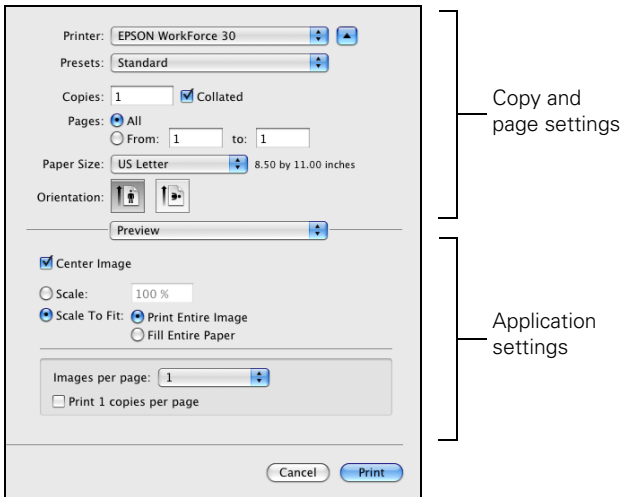 Printer: EPSON WorkForce 30
Presets: Standard
Copies: 1 Collated
Pages: All
From: 1 to: 1
Paper Size: US Letter 8.50 by 11.00 inches
Orientation:
Preview
Center Image
Scale: 100 %
Scale To Fit: Print Entire Image
Fill Entire Paper
Images per page: 1
Print 1 copies per page
Cancel Print
Copy and
page settings
Application
settings